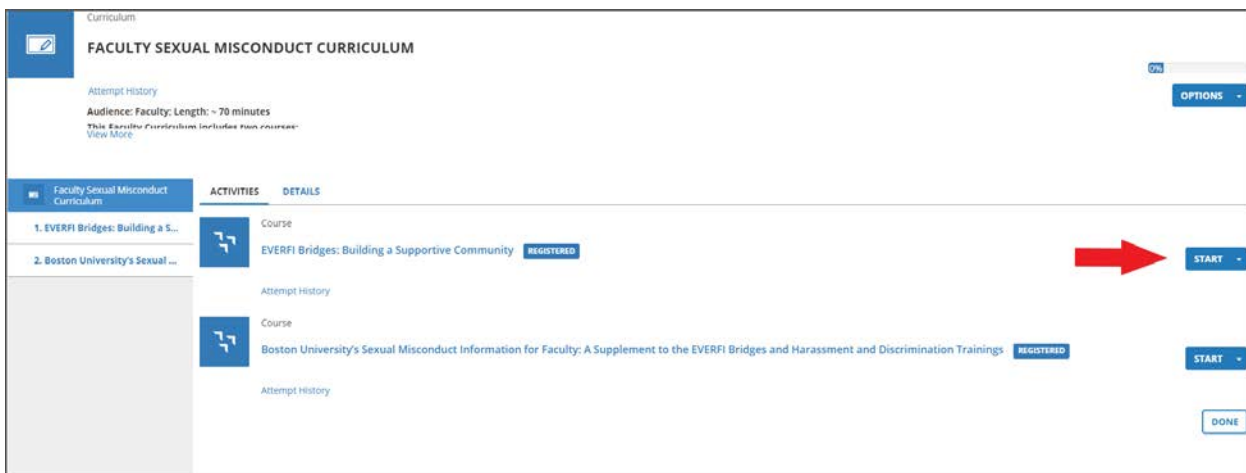 Curriculum
FACULTY SEXUAL MISCONDUCT CURRICULUM
0%
Attempt History
OPTIONS
Audience: Faculty; Length: ~ 70 minutes
This Faculty Curriculum includes two courses:
View More
Faculty Sexual Misconduct
Curriculum
ACTIVITIES DETAILS
1. EVERFI Bridges: Building a S...
2. Boston University's Sexual ...
Course
EVERFI Bridges: Building a Supportive Community REGISTERED
START
Attempt History
Course
Boston University's Sexual Misconduct Information for Faculty: A Supplement to the EVERFI Bridges and Harassment and Discrimination Trainings REGISTERED
START
Attempt History
DONE